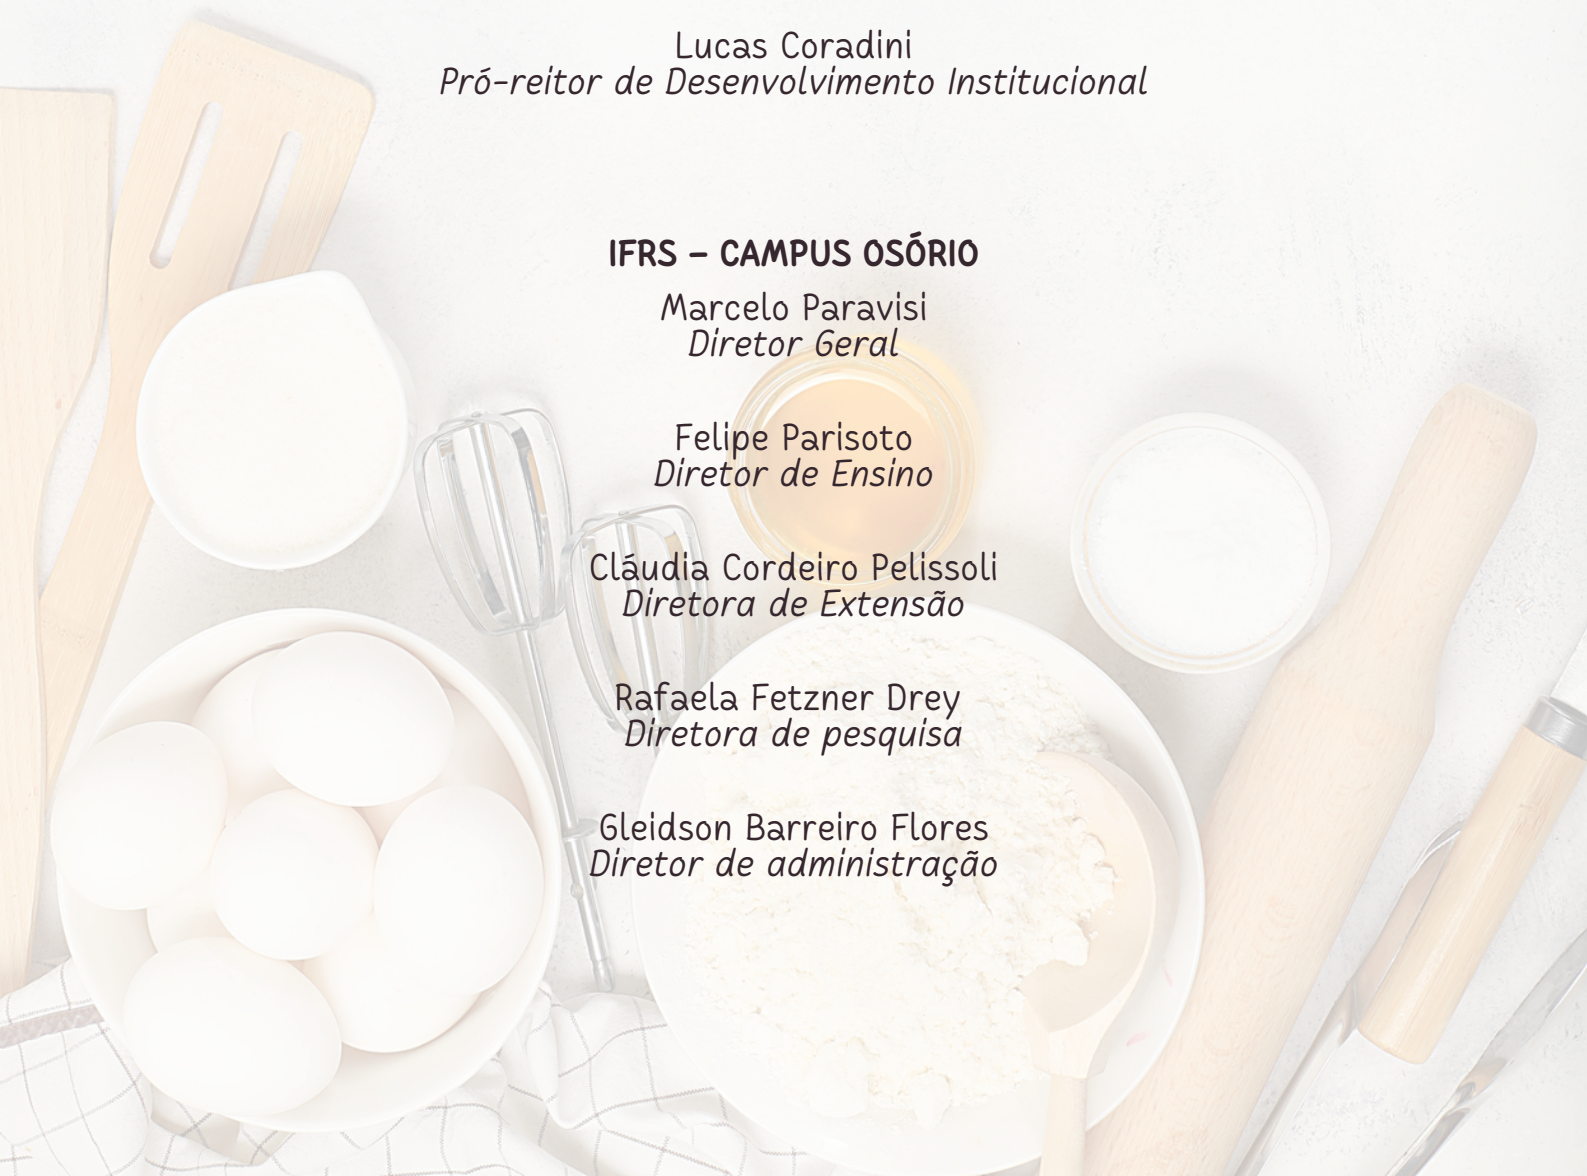 Lucas Coradini
Pró-reitor de Desenvolvimento Institucional
IFRS - CAMPUS OSÓRIO
Marcelo Paravisi
Diretor Geral
Felipe Parisoto
Diretor de Ensino
Cláudia Cordeiro Pelissoli
Diretora de Extensão
Rafaela Fetzner Drey
Diretora de pesquisa
Gleidson Barreiro Flores
Diretor de administração